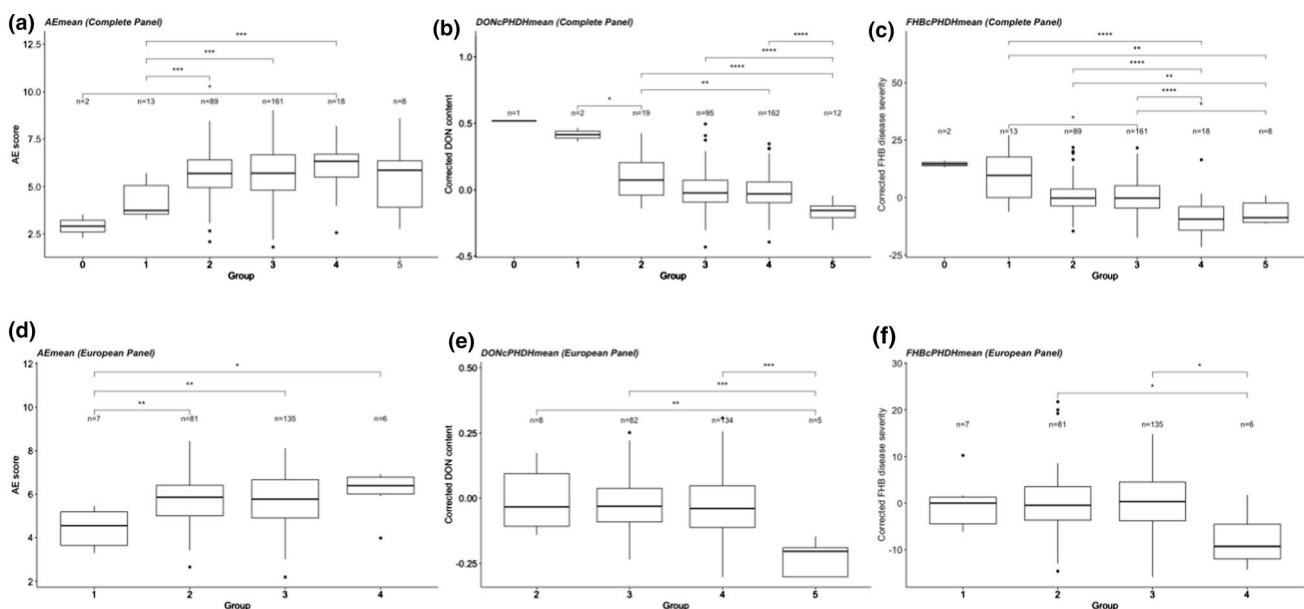 (a)
AEmean (Complete Panel)
12.5
10.0
7.5
5.0
2.5
AE score
***
***
***
*
n=2 n=13 n=89 n=161 n=18 n=8
0 1 2 3 4 5
Group
(b)
DONcPHDHmean (Complete Panel)
1.0
0.5
0.0
-0.5
Corrected DON content
****
****
****
**
*
n=1 n=2 n=19 n=95 n=162 n=12
0 1 2 3 4 5
Group
(c)
FHBcPHDHmean (Complete Panel)
50
25
0
-25
Corrected FHB disease severity
****
**
****
**
****
*
*
n=2 n=13 n=89 n=161 n=18 n=8
0 1 2 3 4 5
Group
(d)
AEmean (European Panel)
12
10
8
6
4
2
AE score
*
**
**
n=7 n=81 n=135 n=6
1 2 3 4
Group
(e)
DONcPHDHmean (European Panel)
0.50
0.25
0.00
-0.25
Corrected DON content
***
***
**
n=8 n=82 n=134 n=5
2 3 4 5
Group
(f)
FHBcPHDHmean (European Panel)
30
20
10
0
-10
Corrected FHB disease severity
*
*
n=7 n=81 n=135 n=6
1 2 3 4
Group